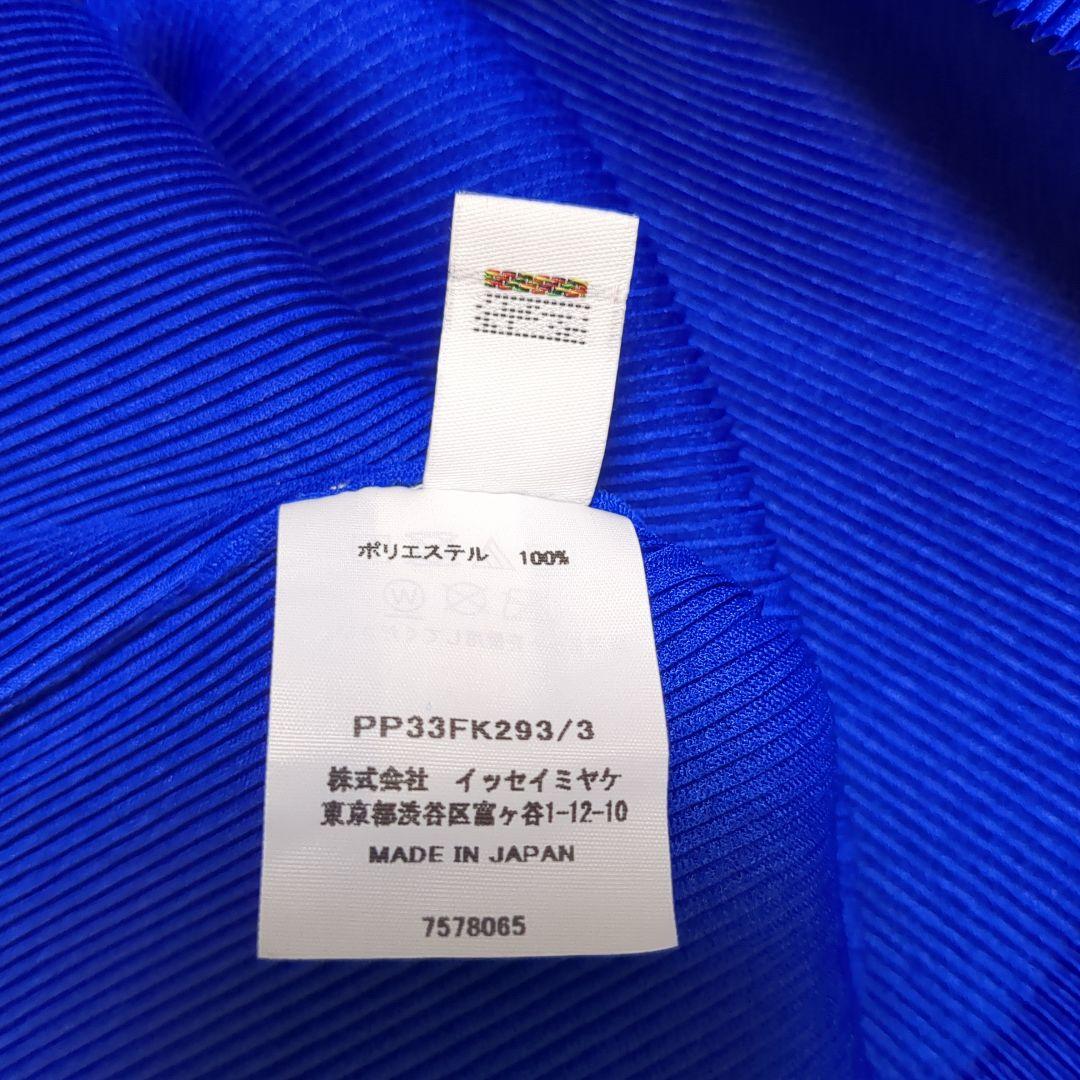 ポリエステル 100%
PP33FK293/3
株式会社 イッセイミヤケ
東京都渋谷区富ヶ谷1-12-10
MADE IN JAPAN
7578065